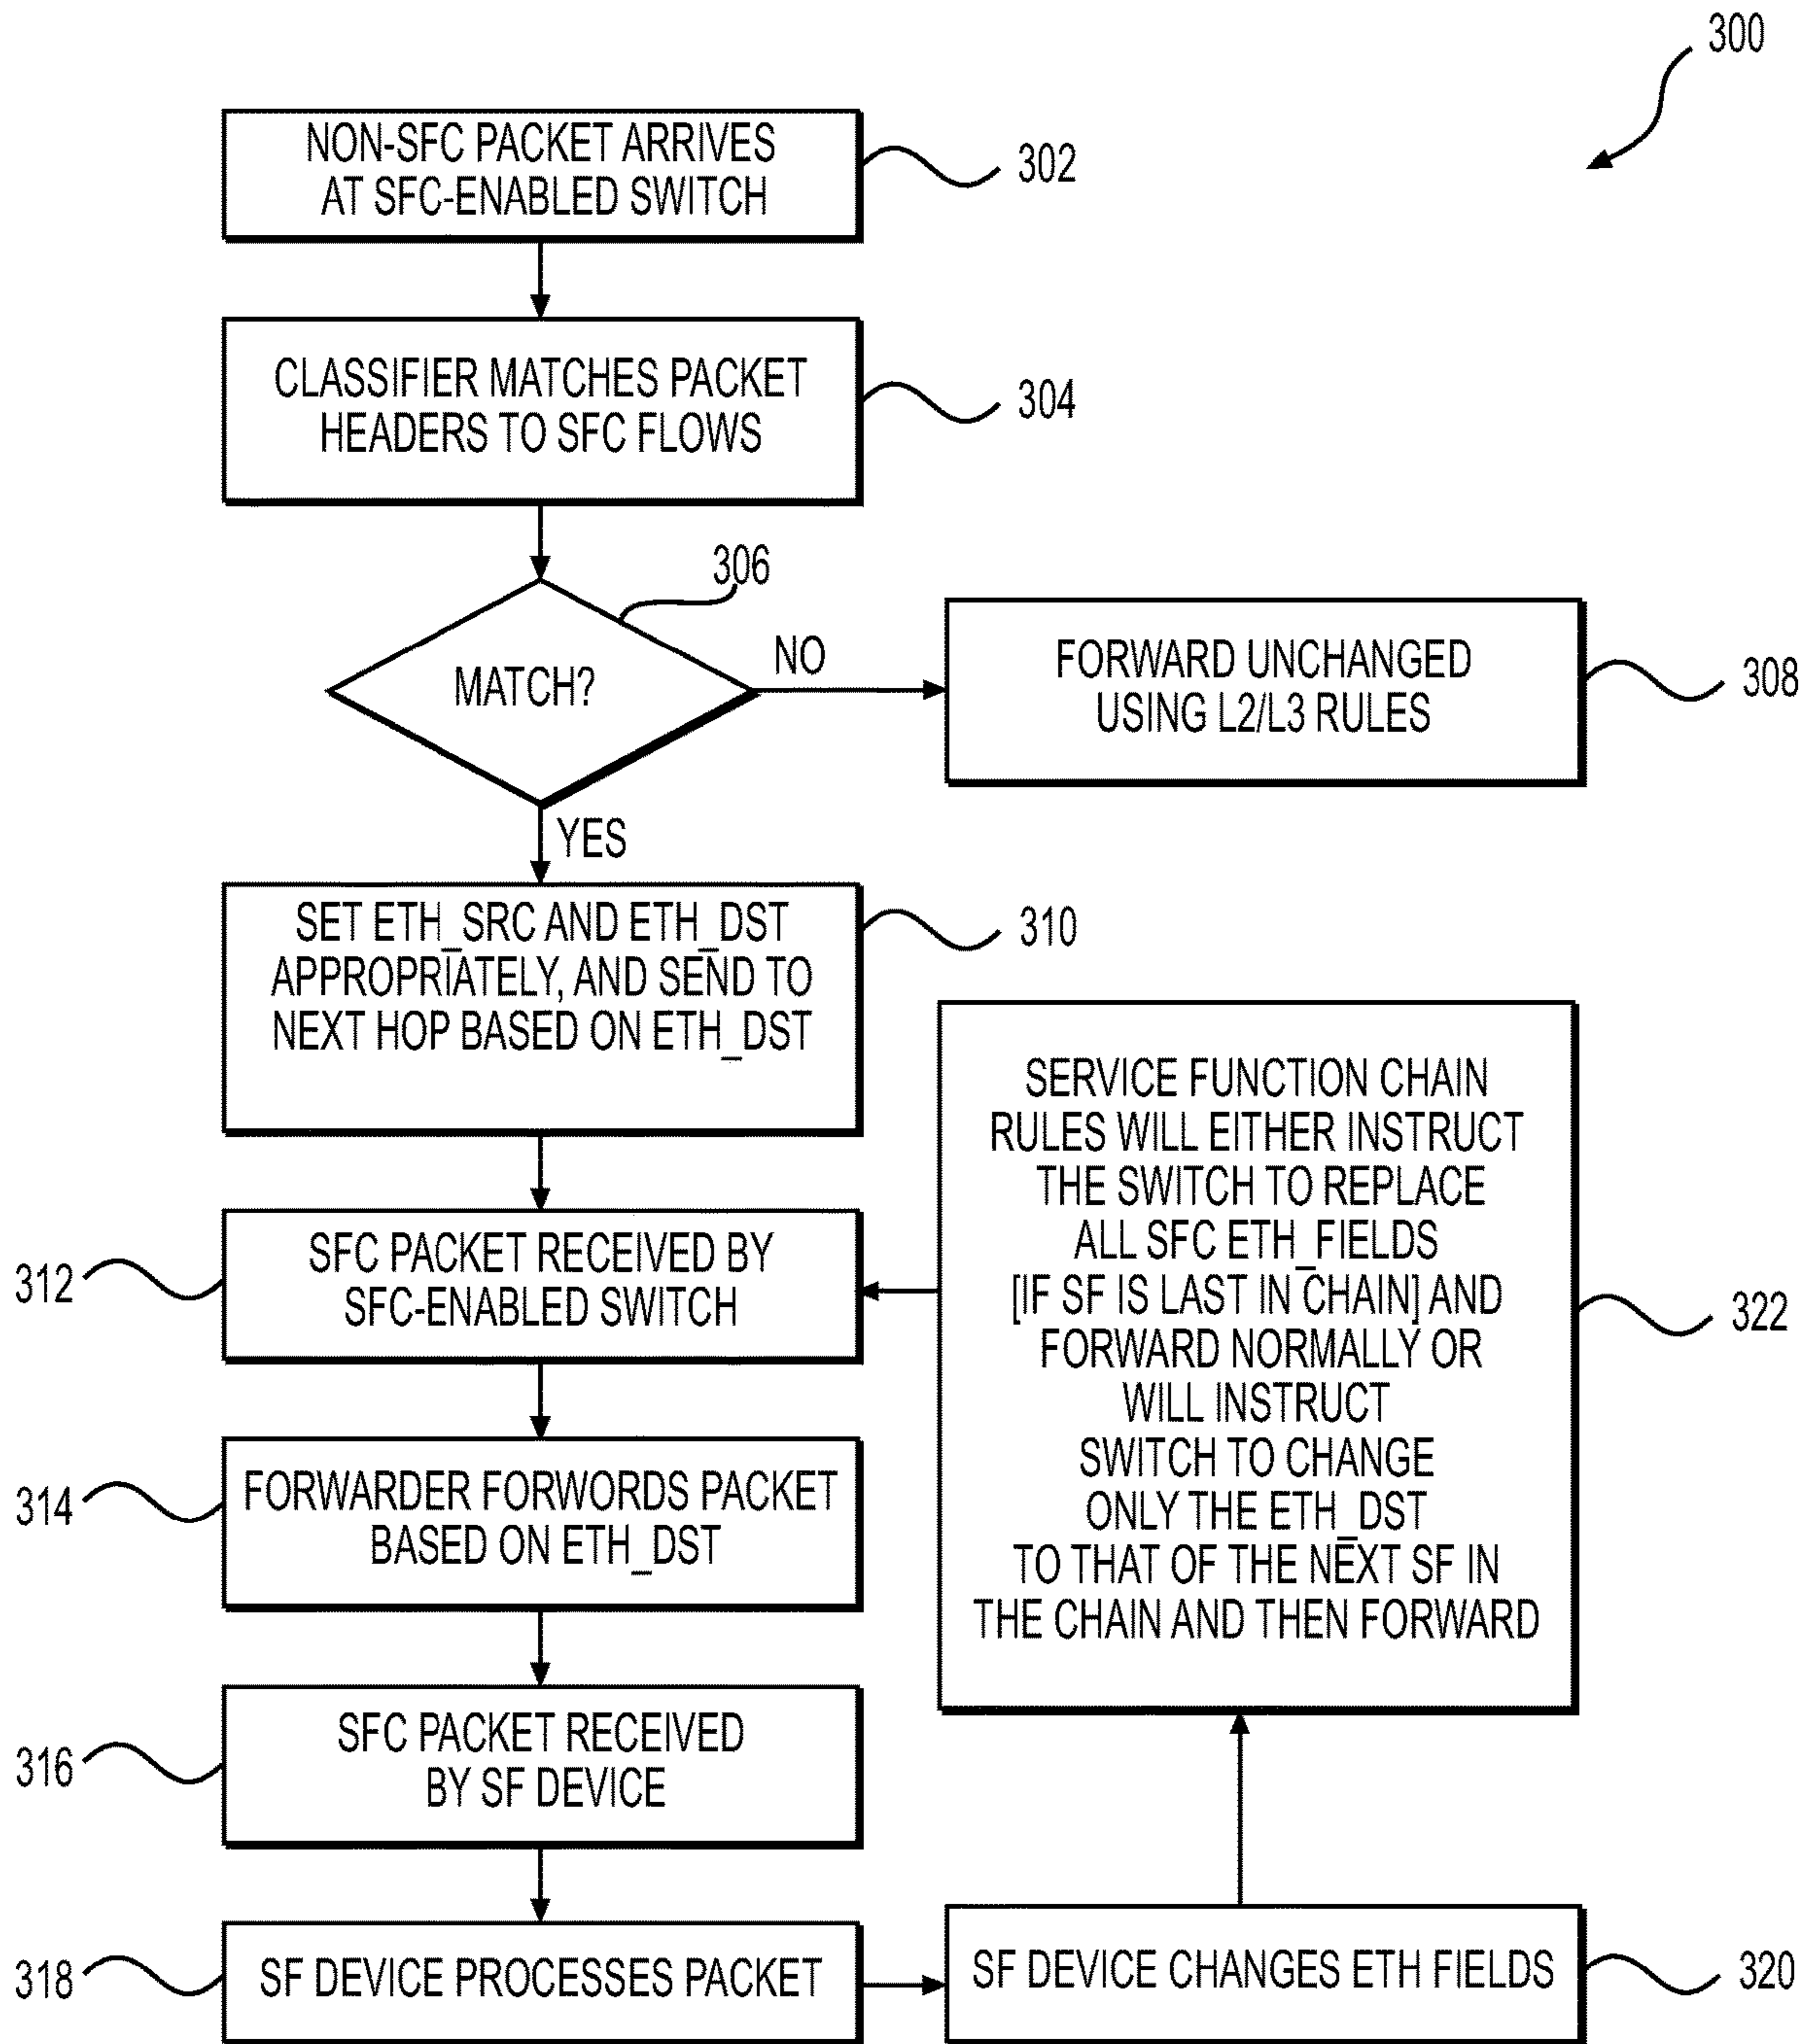 300
NON-SFC PACKET ARRIVES
AT SFC-ENABLED SWITCH
302
CLASSIFIER MATCHES PACKET
HEADERS TO SFC FLOWS
304
306
MATCH?
NO
FORWARD UNCHANGED
USING L2/L3 RULES
308
YES
SET ETH_SRC AND ETH_DST
APPROPRIATELY, AND SEND TO
NEXT HOP BASED ON ETH_DST
310
312
SFC PACKET RECEIVED BY
SFC-ENABLED SWITCH
314
FORWARDER FORWORDS PACKET
BASED ON ETH_DST
316
SFC PACKET RECEIVED
BY SF DEVICE
318
SF DEVICE PROCESSES PACKET
SF DEVICE CHANGES ETH FIELDS
320
SERVICE FUNCTION CHAIN
RULES WILL EITHER INSTRUCT
THE SWITCH TO REPLACE
ALL SFC ETH_FIELDS
[IF SF IS LAST IN CHAIN] AND
FORWARD NORMALLY OR
WILL INSTRUCT
SWITCH TO CHANGE
ONLY THE ETH_DST
TO THAT OF THE NEXT SF IN
THE CHAIN AND THEN FORWARD
322